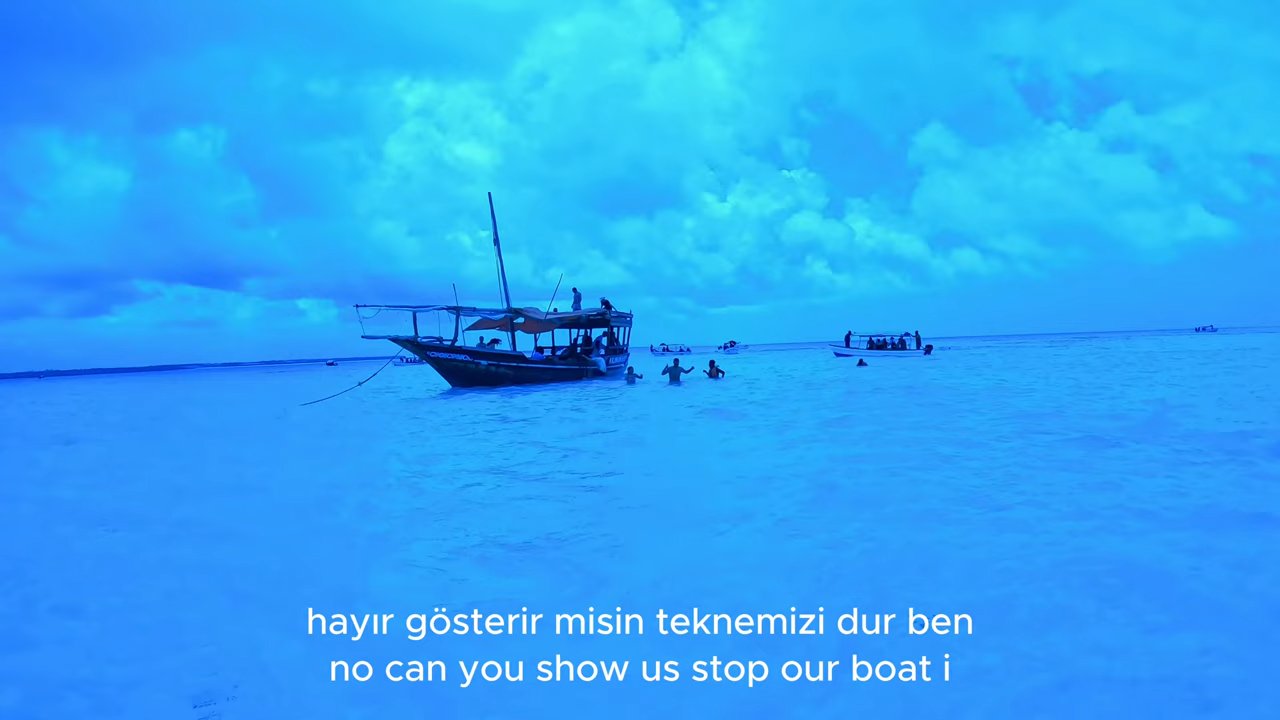 hayır gösterir misin teknemizi dur ben
no can you show us stop our boat i